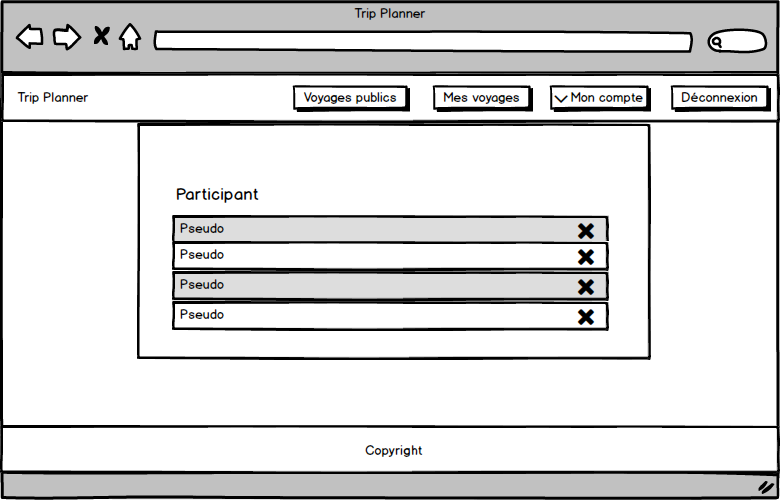 Trip Planner
Trip Planner
Voyages publics
Mes voyages
Mon compte
Déconnexion
Participant
Pseudo
Pseudo
Pseudo
Pseudo
Copyright